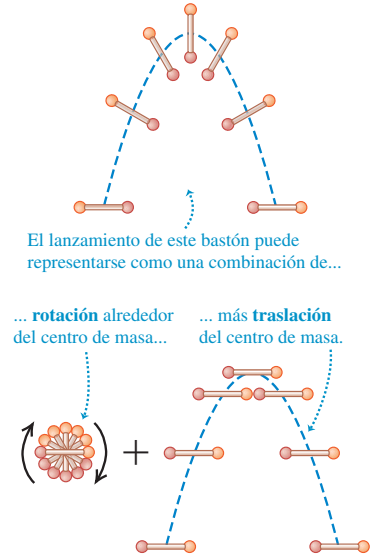 El lanzamiento de este bastón puede
representarse como una combinación de...
... rotación alrededor
del centro de masa...
... más traslación
del centro de masa.
+